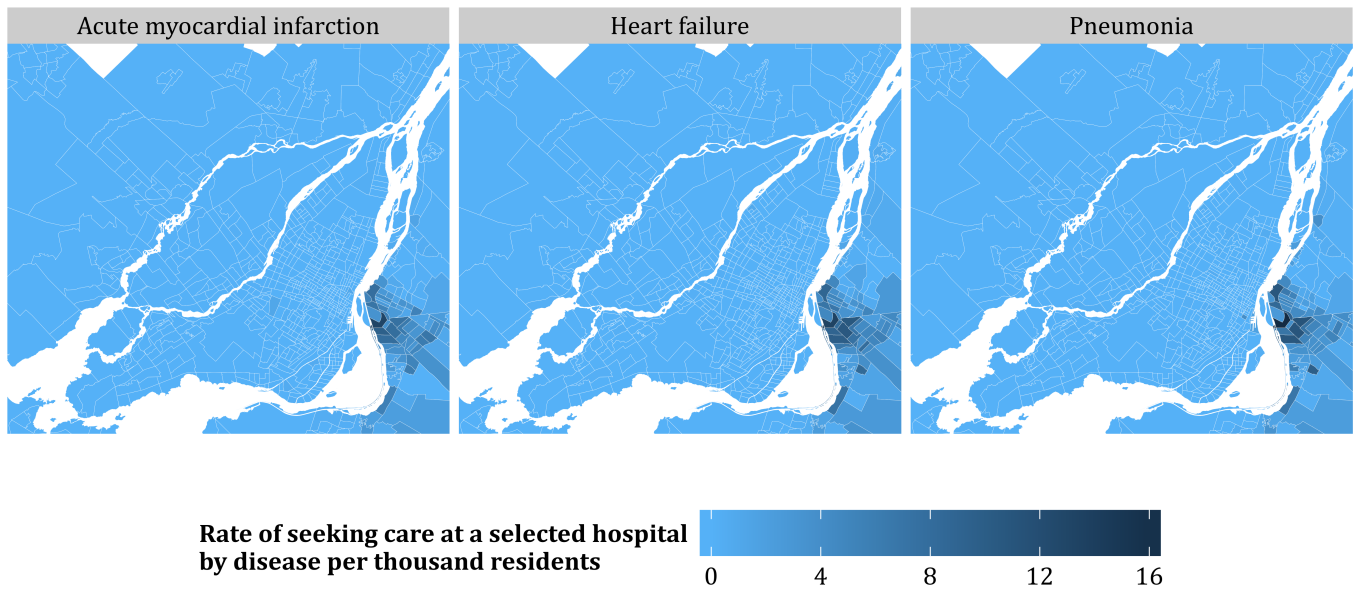 Acute myocardial infarction
Heart failure
Pneumonia
Rate of seeking care at a selected hospital
by disease per thousand residents
0 4 8 12 16